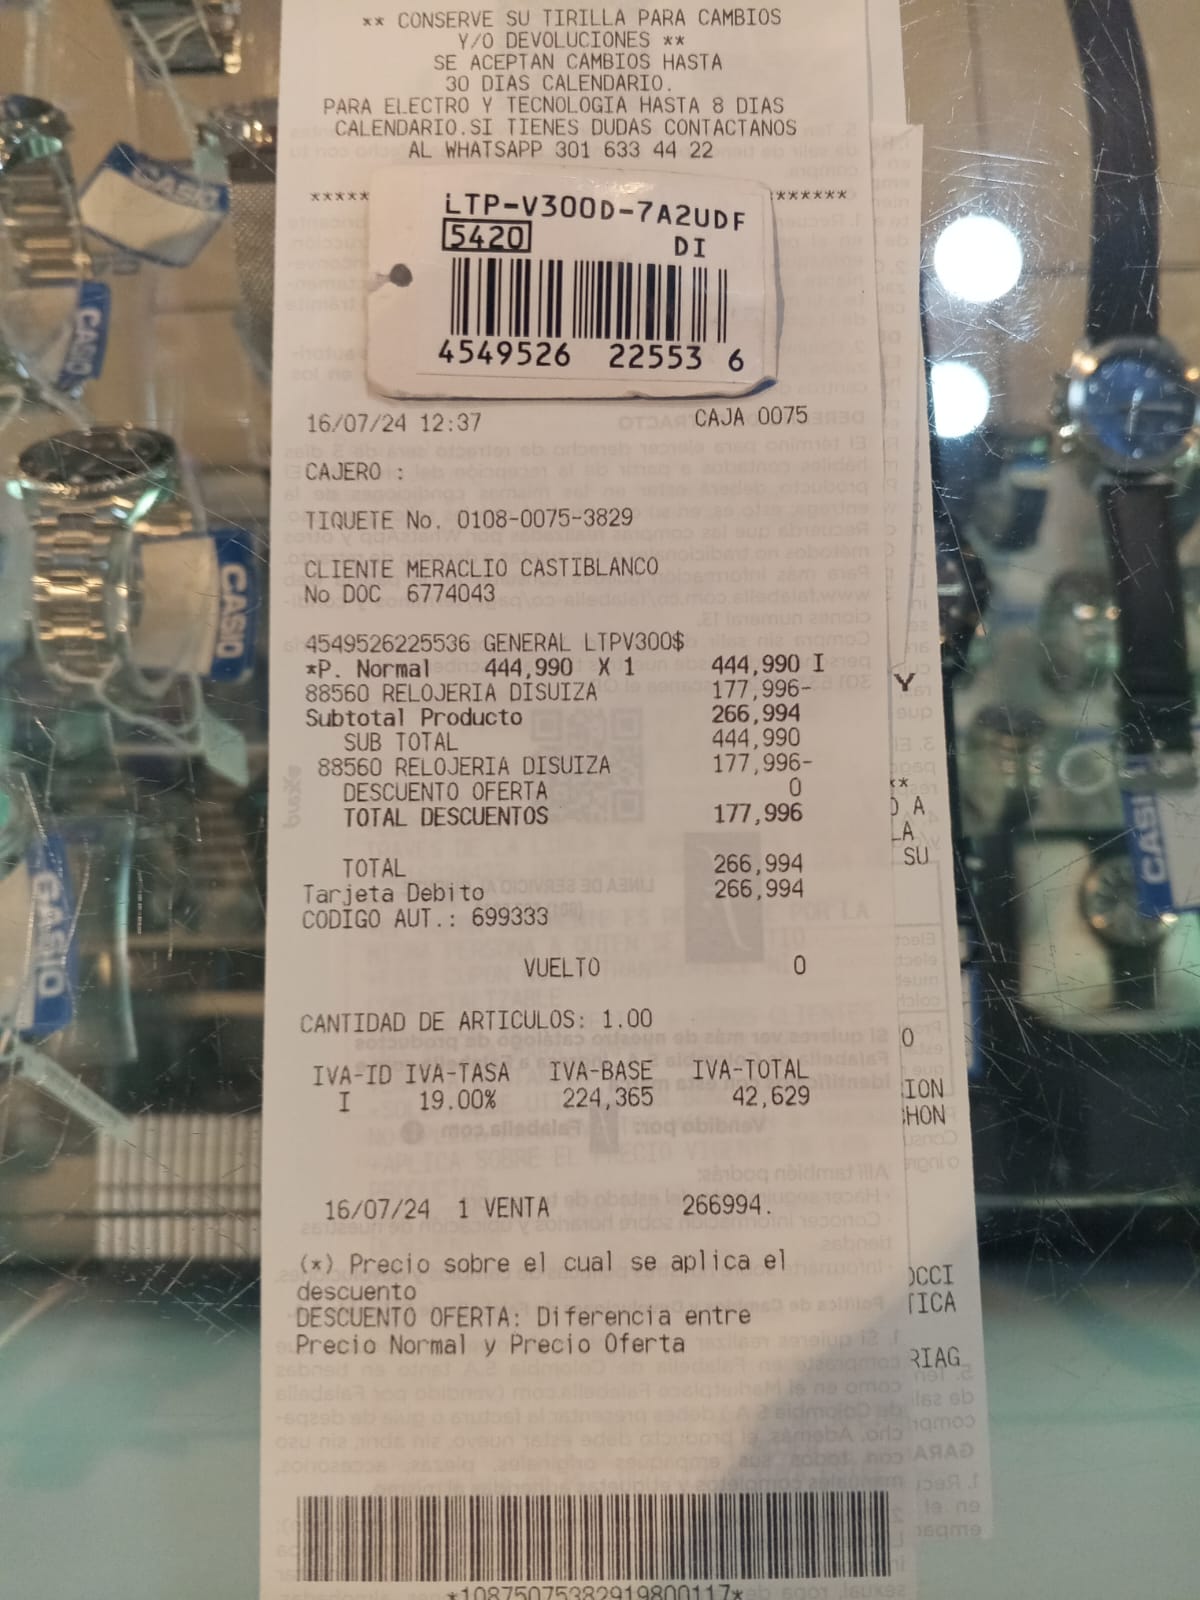 ** CONSERVE SU TIRILLA PARA CAMBIOS
Y/O DEVOLUCIONES **
SE ACEPTAN CAMBIOS HASTA
30 DIAS CALENDARIO.
PARA ELECTRO Y TECNOLOGIA HASTA 8 DIAS
CALENDARIO.SI TIENES DUDAS CONTACTANOS
AL WHATSAPP 301 633 44 22
***** ******
LTP-V300D-7A2UDF
5420 DI
4549526 22553 6
16/07/24 12:37 CAJA 0075
CAJERO :
TIQUETE No. 0108-0075-3829
CLIENTE MERACLIO CASTIBLANCO
No DOC 6774043
4549526225536 GENERAL LTPV300$
*P. Normal 444,990 X 1 444,990 I
88560 RELOJERIA DISUIZA 177,996-
Subtotal Producto 266,994
SUB TOTAL 444,990
88560 RELOJERIA DISUIZA 177,996-
DESCUENTO OFERTA 0
TOTAL DESCUENTOS 177,996
TOTAL 266,994
Tarjeta Debito 266,994
CODIGO AUT.: 699333
VUELTO 0
CANTIDAD DE ARTICULOS: 1.00
IVA-ID IVA-TASA IVA-BASE IVA-TOTAL
I 19.00% 224,365 42,629
16/07/24 1 VENTA 266994.
(*) Precio sobre el cual se aplica el
descuento
DESCUENTO OFERTA: Diferencia entre
Precio Normal y Precio Oferta
*10875075382919800117*
Y
**
A
LA
SU
CASIO
CASIO
CASIO
CASIO
CASIO